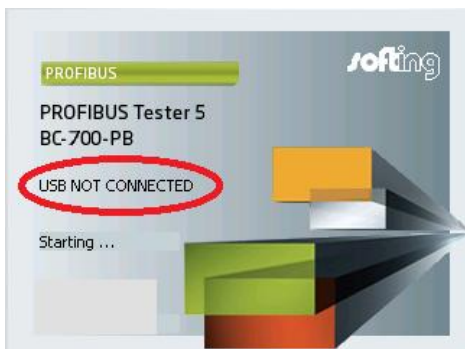 softing
PROFIBUS
PROFIBUS Tester 5
BC-700-PB
USB NOT CONNECTED
Starting ...